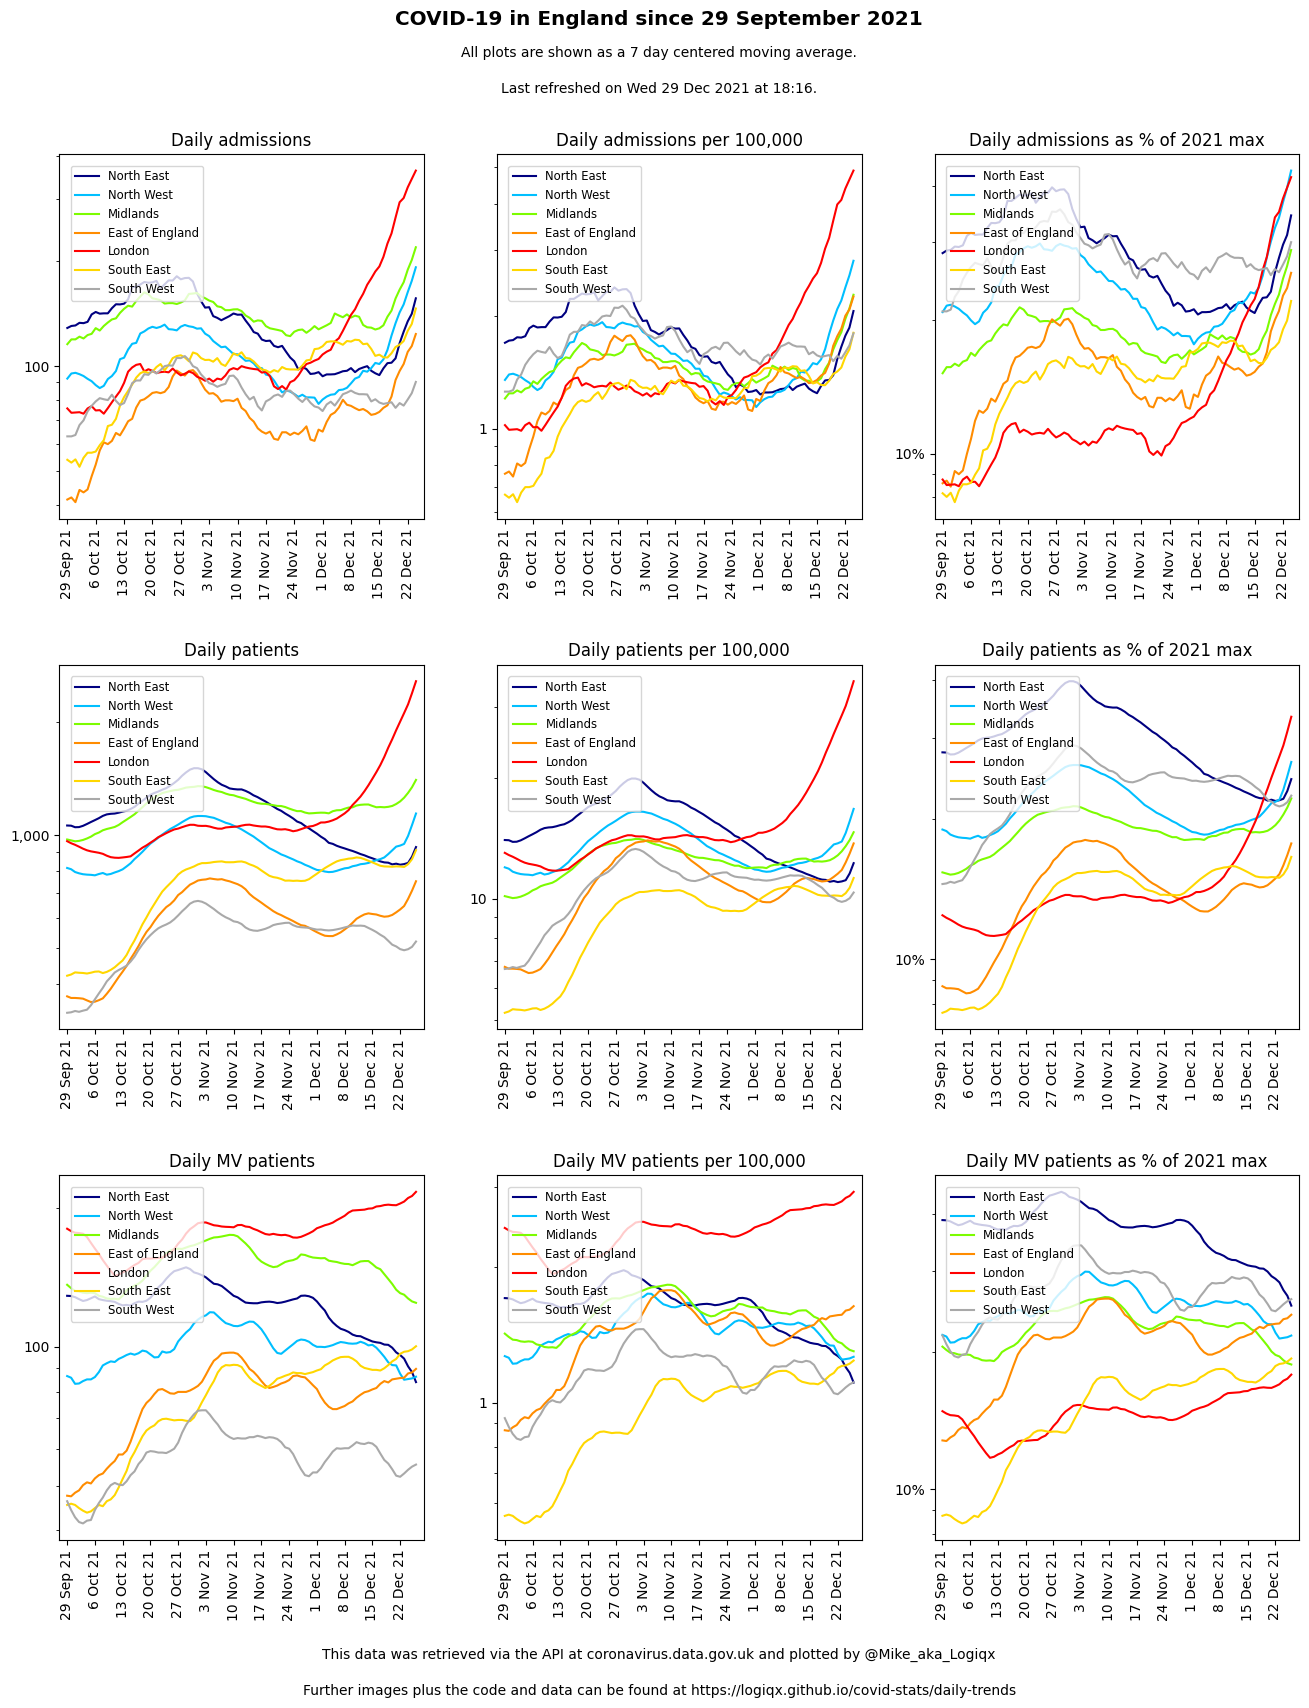 COVID-19 in England since 29 September 2021
All plots are shown as a 7 day centered moving average.
Last refreshed on Wed 29 Dec 2021 at 18:16.
Daily admissions
North East
North West
Midlands
East of England
London
South East
South West
100
29 Sep 21
6 Oct 21
13 Oct 21
20 Oct 21
27 Oct 21
3 Nov 21
10 Nov 21
17 Nov 21
24 Nov 21
1 Dec 21
8 Dec 21
15 Dec 21
22 Dec 21
Daily admissions per 100,000
North East
North West
Midlands
East of England
London
South East
South West
1
29 Sep 21
6 Oct 21
13 Oct 21
20 Oct 21
27 Oct 21
3 Nov 21
10 Nov 21
17 Nov 21
24 Nov 21
1 Dec 21
8 Dec 21
15 Dec 21
22 Dec 21
Daily admissions as % of 2021 max
North East
North West
Midlands
East of England
London
South East
South West
10%
29 Sep 21
6 Oct 21
13 Oct 21
20 Oct 21
27 Oct 21
3 Nov 21
10 Nov 21
17 Nov 21
24 Nov 21
1 Dec 21
8 Dec 21
15 Dec 21
22 Dec 21
Daily patients
North East
North West
Midlands
East of England
London
South East
South West
1,000
29 Sep 21
6 Oct 21
13 Oct 21
20 Oct 21
27 Oct 21
3 Nov 21
10 Nov 21
17 Nov 21
24 Nov 21
1 Dec 21
8 Dec 21
15 Dec 21
22 Dec 21
Daily patients per 100,000
North East
North West
Midlands
East of England
London
South East
South West
10
29 Sep 21
6 Oct 21
13 Oct 21
20 Oct 21
27 Oct 21
3 Nov 21
10 Nov 21
17 Nov 21
24 Nov 21
1 Dec 21
8 Dec 21
15 Dec 21
22 Dec 21
Daily patients as % of 2021 max
North East
North West
Midlands
East of England
London
South East
South West
10%
29 Sep 21
6 Oct 21
13 Oct 21
20 Oct 21
27 Oct 21
3 Nov 21
10 Nov 21
17 Nov 21
24 Nov 21
1 Dec 21
8 Dec 21
15 Dec 21
22 Dec 21
Daily MV patients
North East
North West
Midlands
East of England
London
South East
South West
100
29 Sep 21
6 Oct 21
13 Oct 21
20 Oct 21
27 Oct 21
3 Nov 21
10 Nov 21
17 Nov 21
24 Nov 21
1 Dec 21
8 Dec 21
15 Dec 21
22 Dec 21
Daily MV patients per 100,000
North East
North West
Midlands
East of England
London
South East
South West
1
29 Sep 21
6 Oct 21
13 Oct 21
20 Oct 21
27 Oct 21
3 Nov 21
10 Nov 21
17 Nov 21
24 Nov 21
1 Dec 21
8 Dec 21
15 Dec 21
22 Dec 21
Daily MV patients as % of 2021 max
North East
North West
Midlands
East of England
London
South East
South West
10%
29 Sep 21
6 Oct 21
13 Oct 21
20 Oct 21
27 Oct 21
3 Nov 21
10 Nov 21
17 Nov 21
24 Nov 21
1 Dec 21
8 Dec 21
15 Dec 21
22 Dec 21
This data was retrieved via the API at coronavirus.data.gov.uk and plotted by @Mike_aka_Logiqx
Further images plus the code and data can be found at https://logiqx.github.io/covid-stats/daily-trends